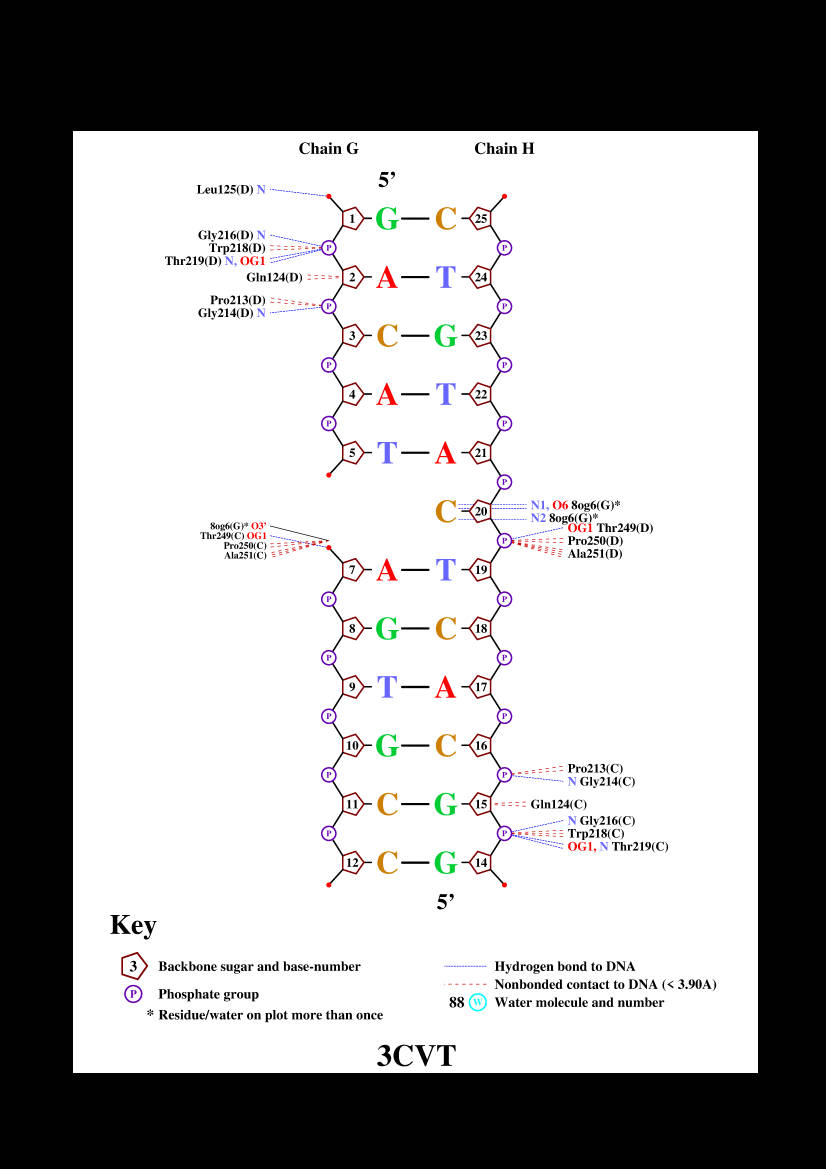 Chain G Chain H
5’
Leu125(D) N
1 G C 25
Gly216(D) N
Trp218(D) P P
Thr219(D) N, OG1
Gln124(D) 2 A T 24
Pro213(D)
Gly214(D) N P P
3 C G 23
P P
4 A T 22
P P
5 T A 21
P
N1, O6 8og6(G)*
C 20
N2 8og6(G)*
8og6(G)* O3’ OG1 Thr249(D)
Thr249(C) OG1
Pro250(C) P Pro250(D)
Ala251(C) Ala251(D)
7 A T 19
P P
8 G C 18
P P
9 T A 17
P P
10 G C 16
Pro213(C)
P P
N Gly214(C)
11 C G 15 Gln124(C)
N Gly216(C)
P P Trp218(C)
OG1, N Thr219(C)
12 C G 14
5’
Key
3 Backbone sugar and base-number
P Phosphate group
* Residue/water on plot more than once
Hydrogen bond to DNA
Nonbonded contact to DNA (< 3.90A)
88 W Water molecule and number
3CVT